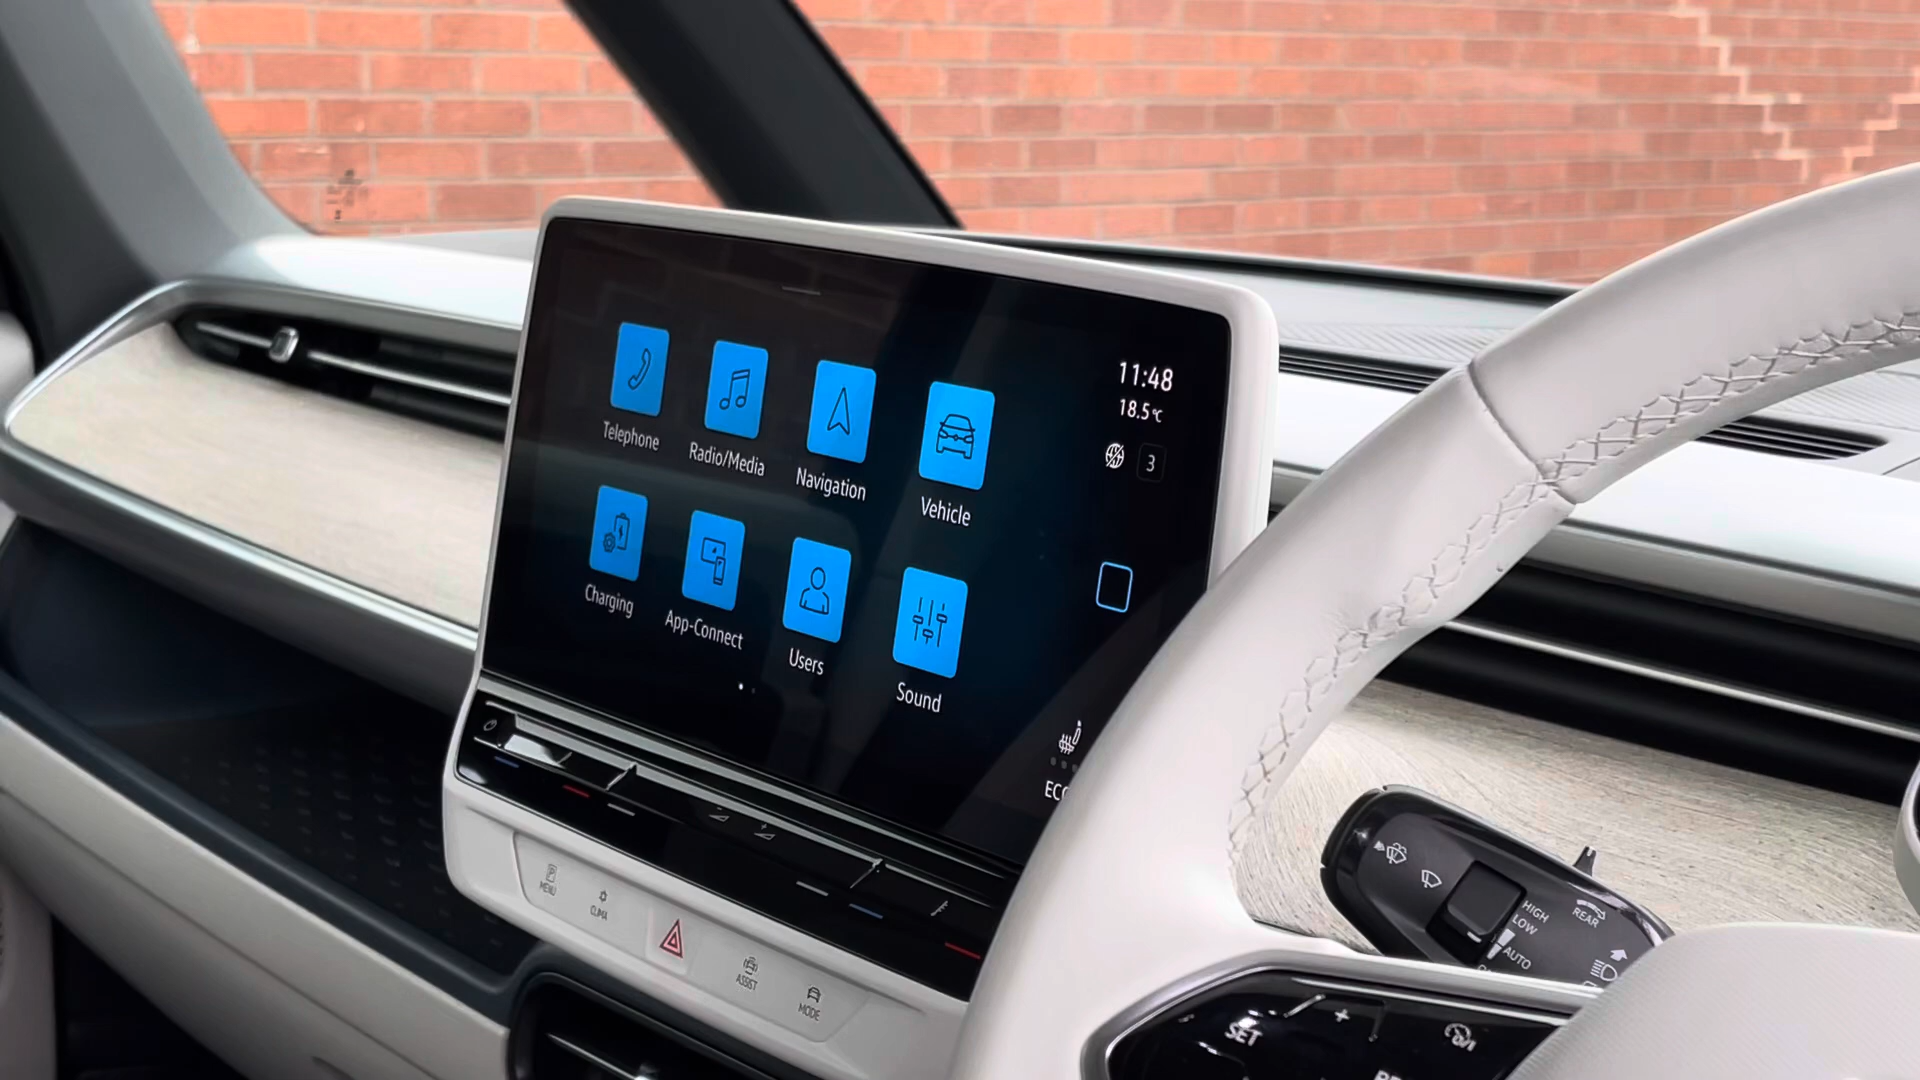 11:48
18.5°C
3
Telephone
Radio/Media
Navigation
Vehicle
Charging
App-Connect
Users
Sound
MENU
CLIMA
ASSIST
MODE
HIGH
LOW
AUTO
REAR
SET
+